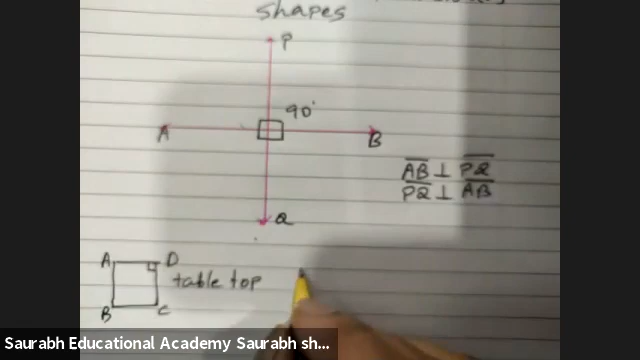 shapes
P
90°
A
B
AB ⊥ PQ
PQ ⊥ AB
Q
A D
table top
B C
Saurabh Educational Academy Saurabh sh...